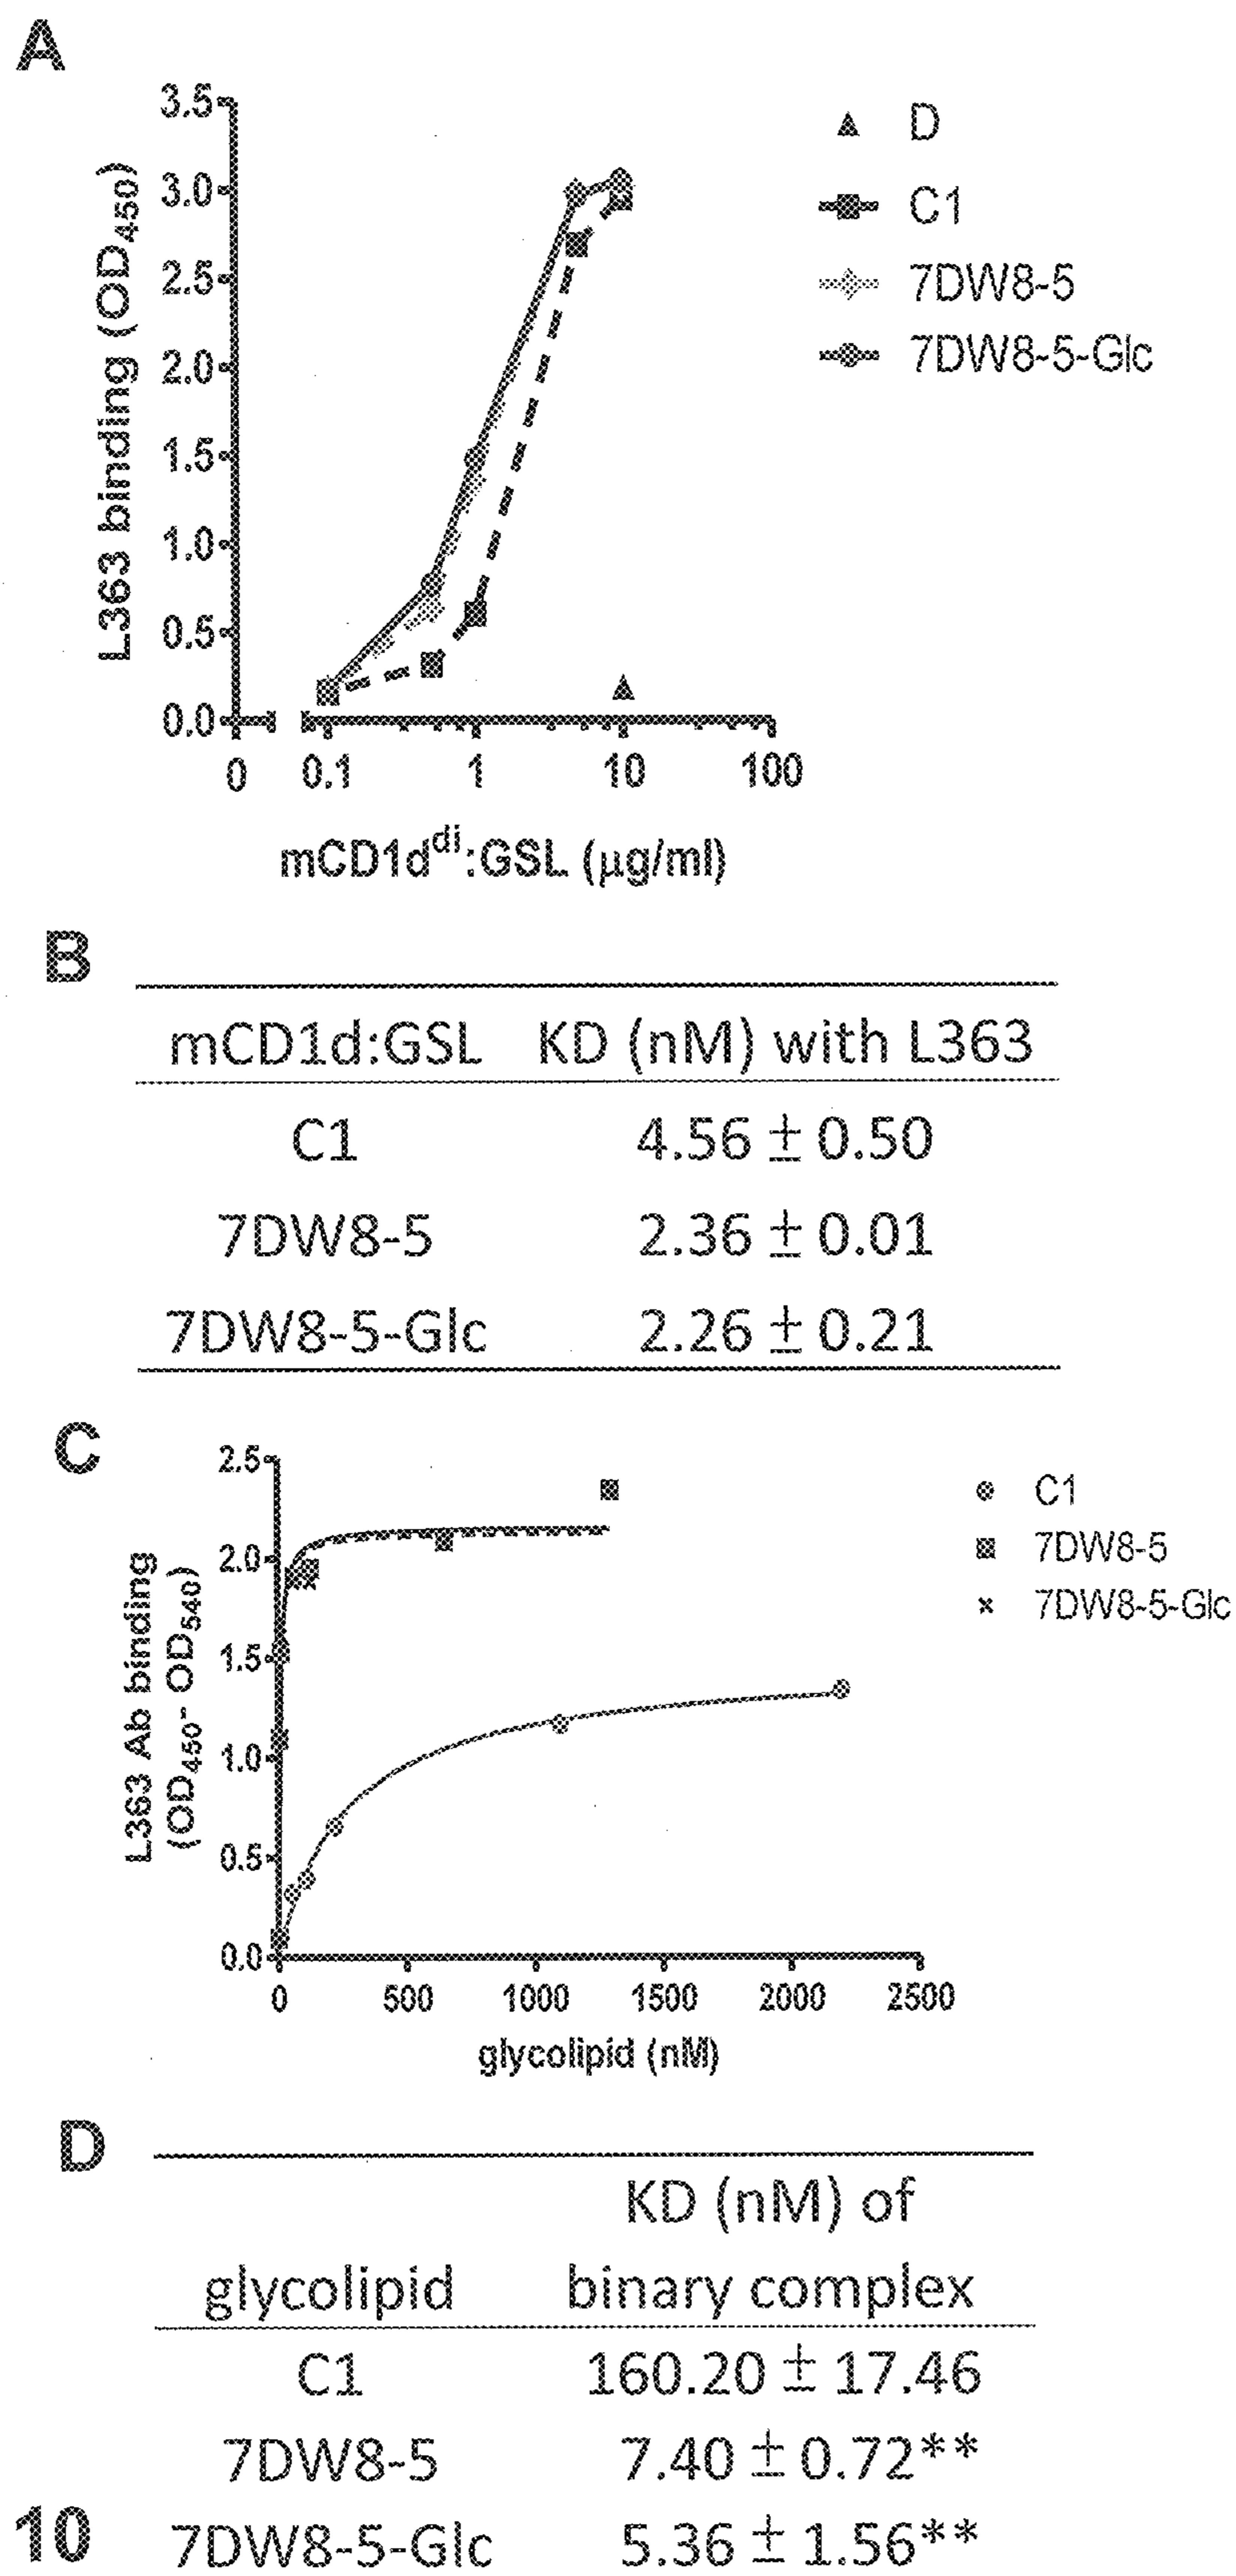 A
3.5
3.0
2.5
2.0
1.5
1.0
0.5
0.0
L363 binding (OD450)
0 0.1 1 10 100
mCD1d^di:GSL (μg/ml)
D
C1
7DW8-5
7DW8-5-Glc
B
mCD1d:GSL KD (nM) with L363
C1 4.56 ± 0.50
7DW8-5 2.36 ± 0.01
7DW8-5-Glc 2.26 ± 0.21
C
2.5
2.0
1.5
1.0
0.5
0.0
L363 Ab binding
(OD450- OD540)
0 500 1000 1500 2000 2500
glycolipid (nM)
C1
7DW8-5
7DW8-5-Glc
D
KD (nM) of
glycolipid binary complex
C1 160.20 ± 17.46
7DW8-5 7.40 ± 0.72**
10
7DW8-5-Glc 5.36 ± 1.56**